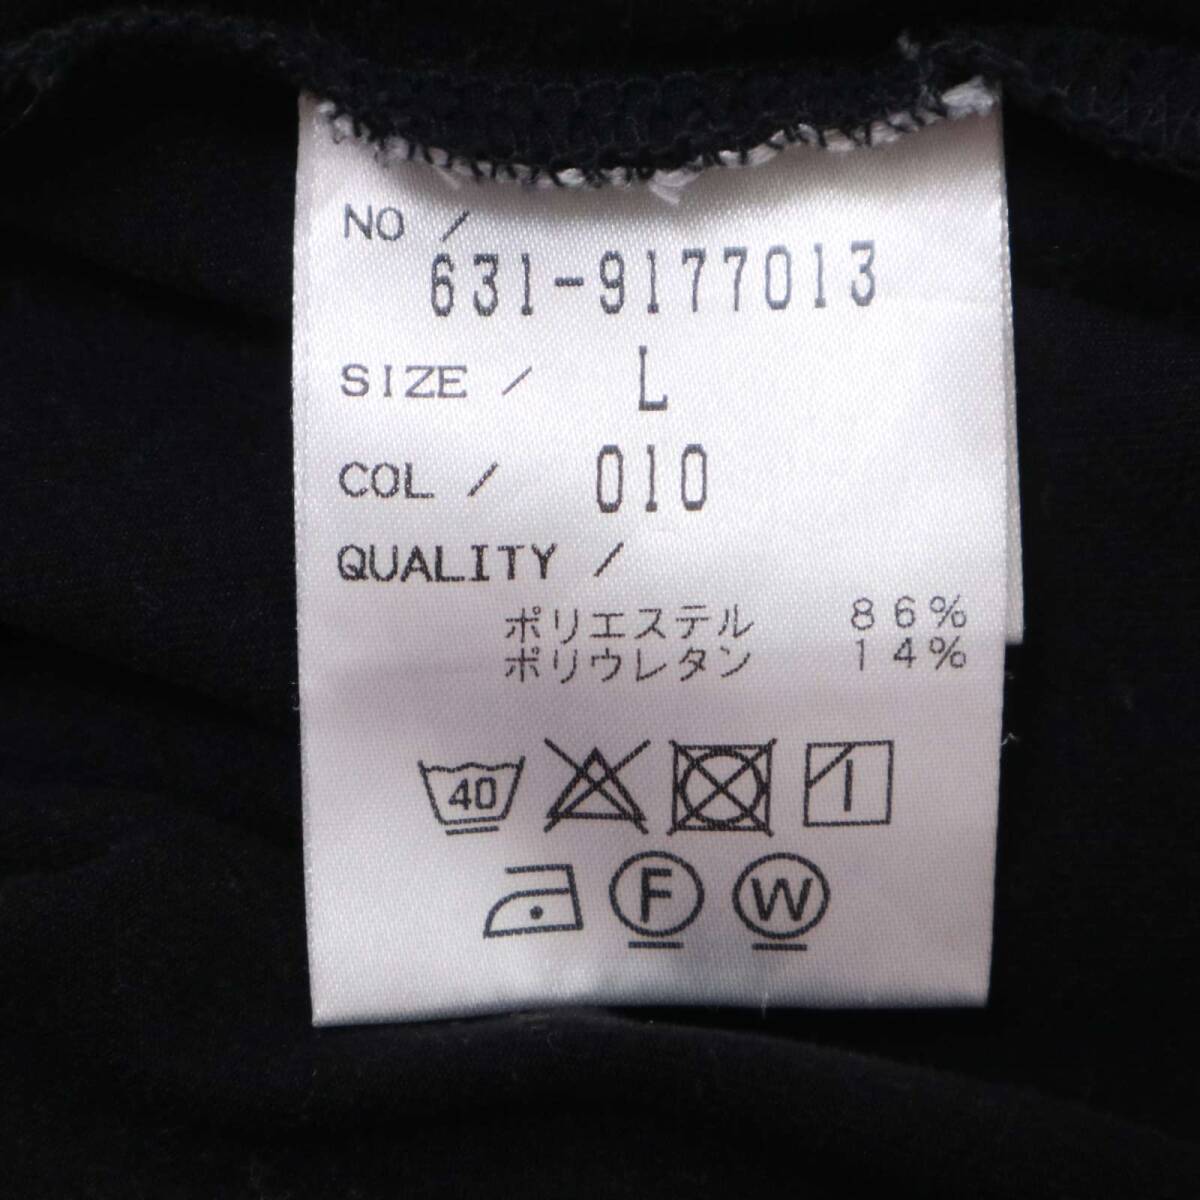 NO /
631-9177013
SIZE / L
COL / 010
QUALITY /
ポリエステル 86%
ポリウレタン 14%
40
F W